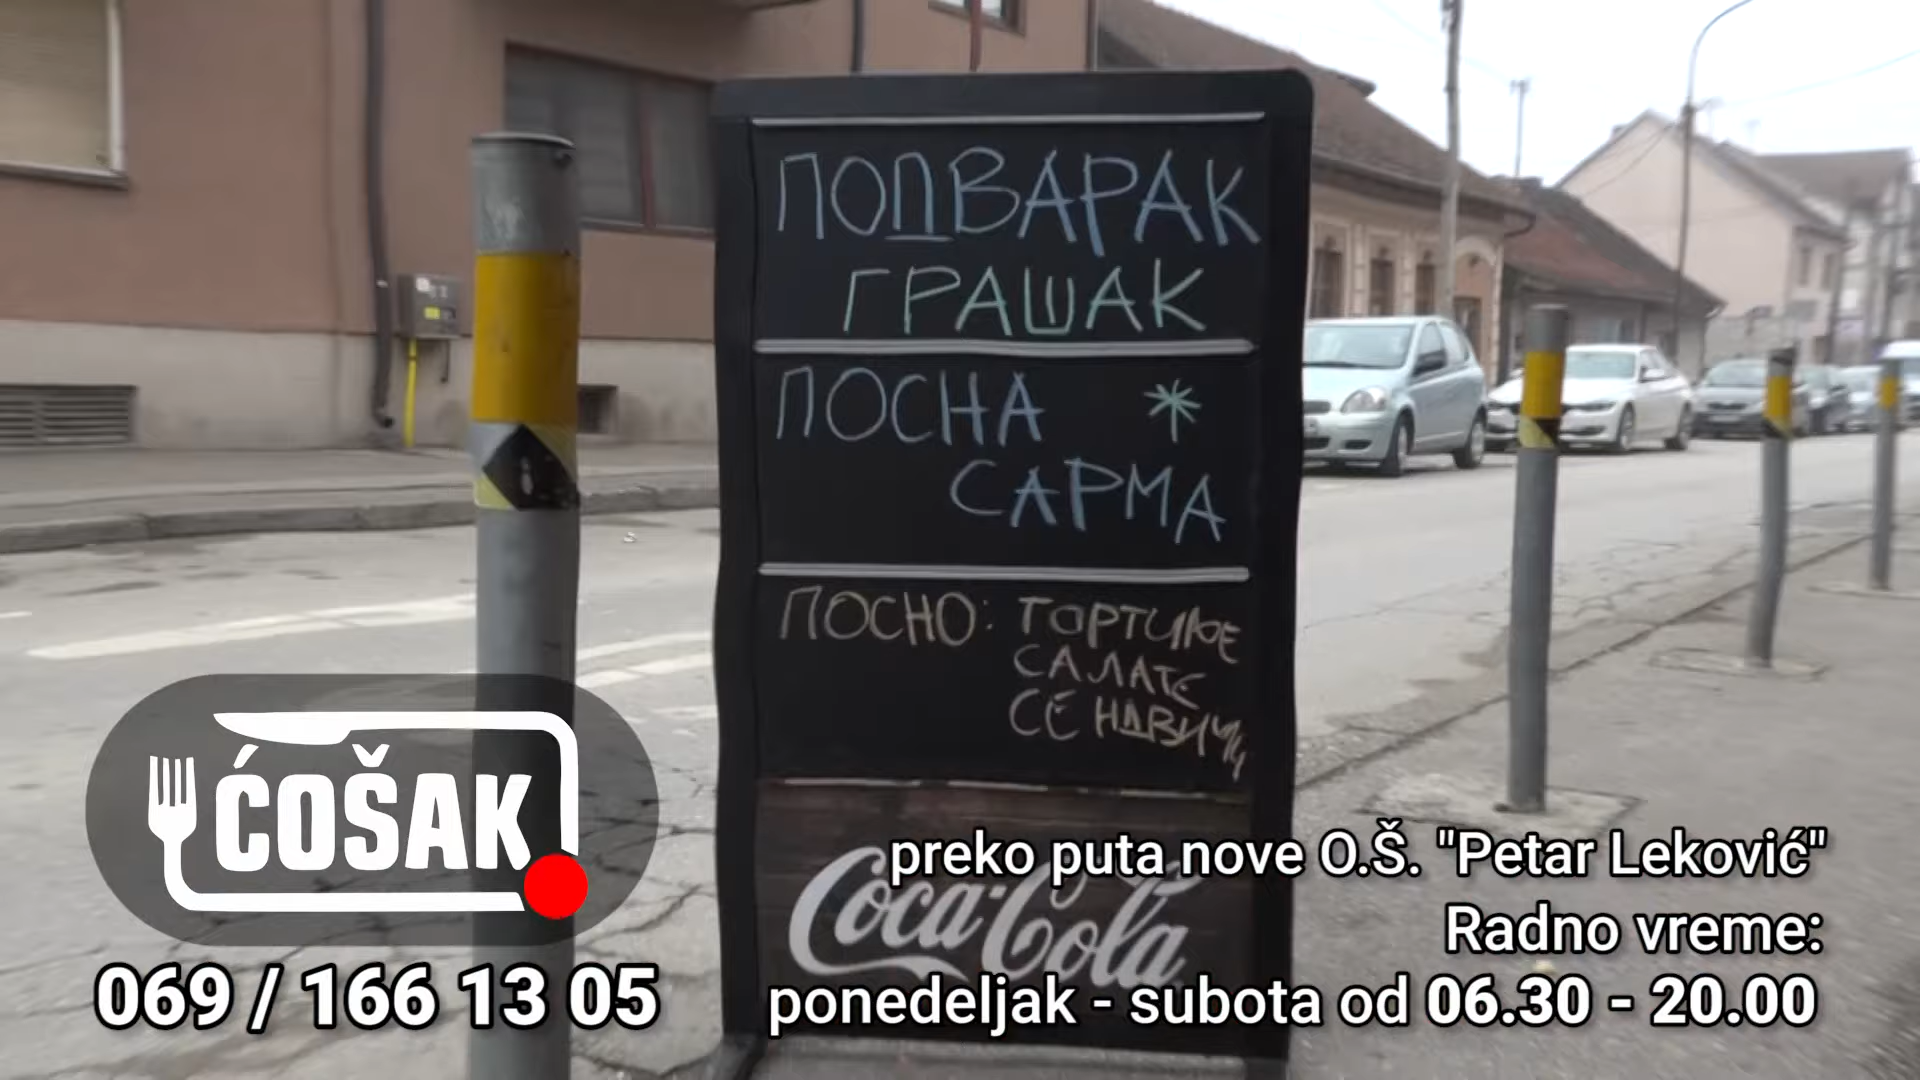 ПОДВАРАК
ГРАШАК
ПОСНА *
САРМА
ПОСНО: ТОРТИЉЕ
САЛАТЕ
СЕНДВИЧИ
Coca-Cola
ĆOŠAK
069 / 166 13 05
preko puta nove O.Š. "Petar Leković"
Radno vreme:
ponedeljak - subota od 06.30 - 20.00